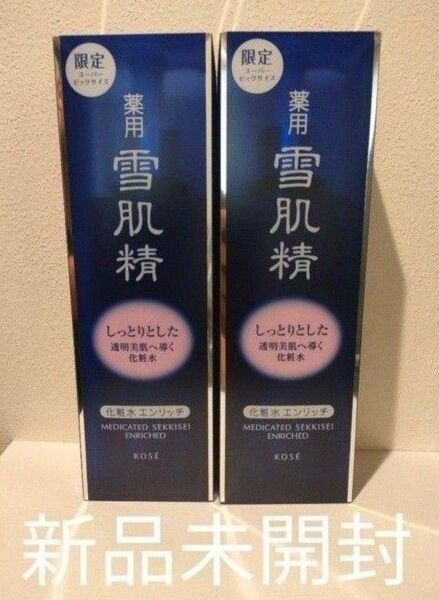 限定
スーパー
ビッグサイズ
薬用
雪肌精
しっとりとした
透明美肌へ導く
化粧水
化粧水 エンリッチ
MEDICATED SEKKISEI
ENRICHED
KOSÉ
限定
スーパー
ビッグサイズ
薬用
雪肌精
しっとりとした
透明美肌へ導く
化粧水
化粧水 エンリッチ
MEDICATED SEKKISEI
ENRICHED
KOSÉ
新品未開封